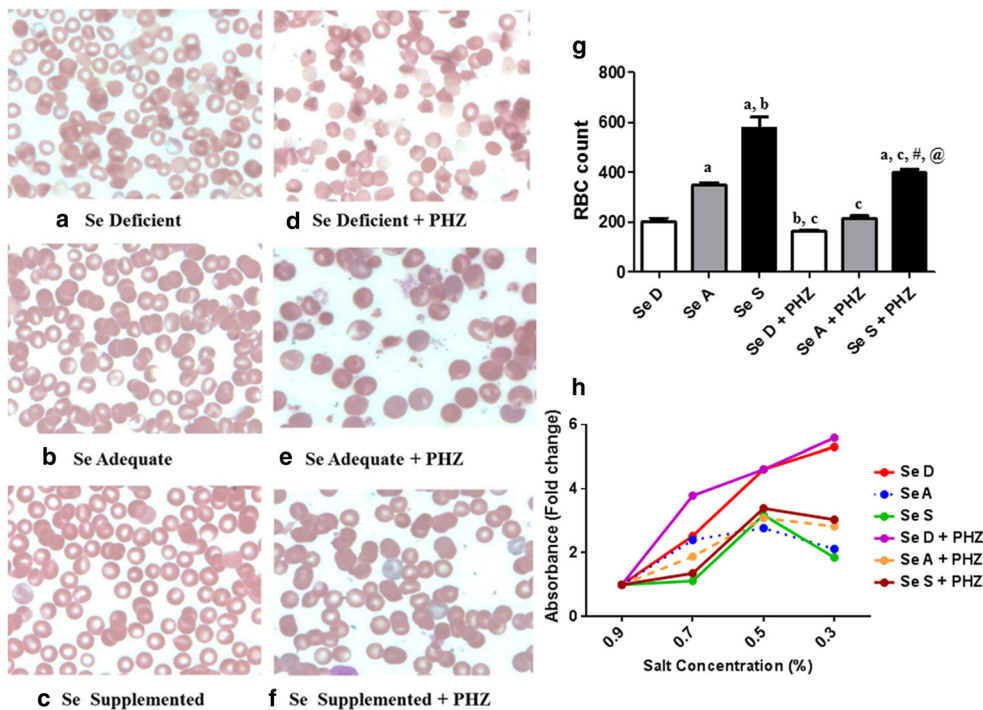 a Se Deficient
d Se Deficient + PHZ
b Se Adequate
e Se Adequate + PHZ
c Se Supplemented
f Se Supplemented + PHZ
g
RBC count
800
600
400
200
0
a
a, b
b, c
c
a, c, #, @
Se D
Se A
Se S
Se D + PHZ
Se A + PHZ
Se S + PHZ
h
Absorbance (Fold change)
6
4
2
0
0.9
0.7
0.5
0.3
Salt Concentration (%)
Se D
Se A
Se S
Se D + PHZ
Se A + PHZ
Se S + PHZ